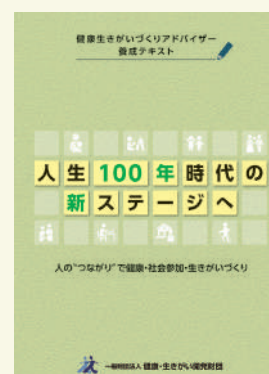 健康生きがいづくりアドバイザー
養成テキスト
人生100年時代の
新ステージへ
人の"つながり"で健康・社会参加・生きがいづくり
一般財団法人 健康・生きがい開発財団